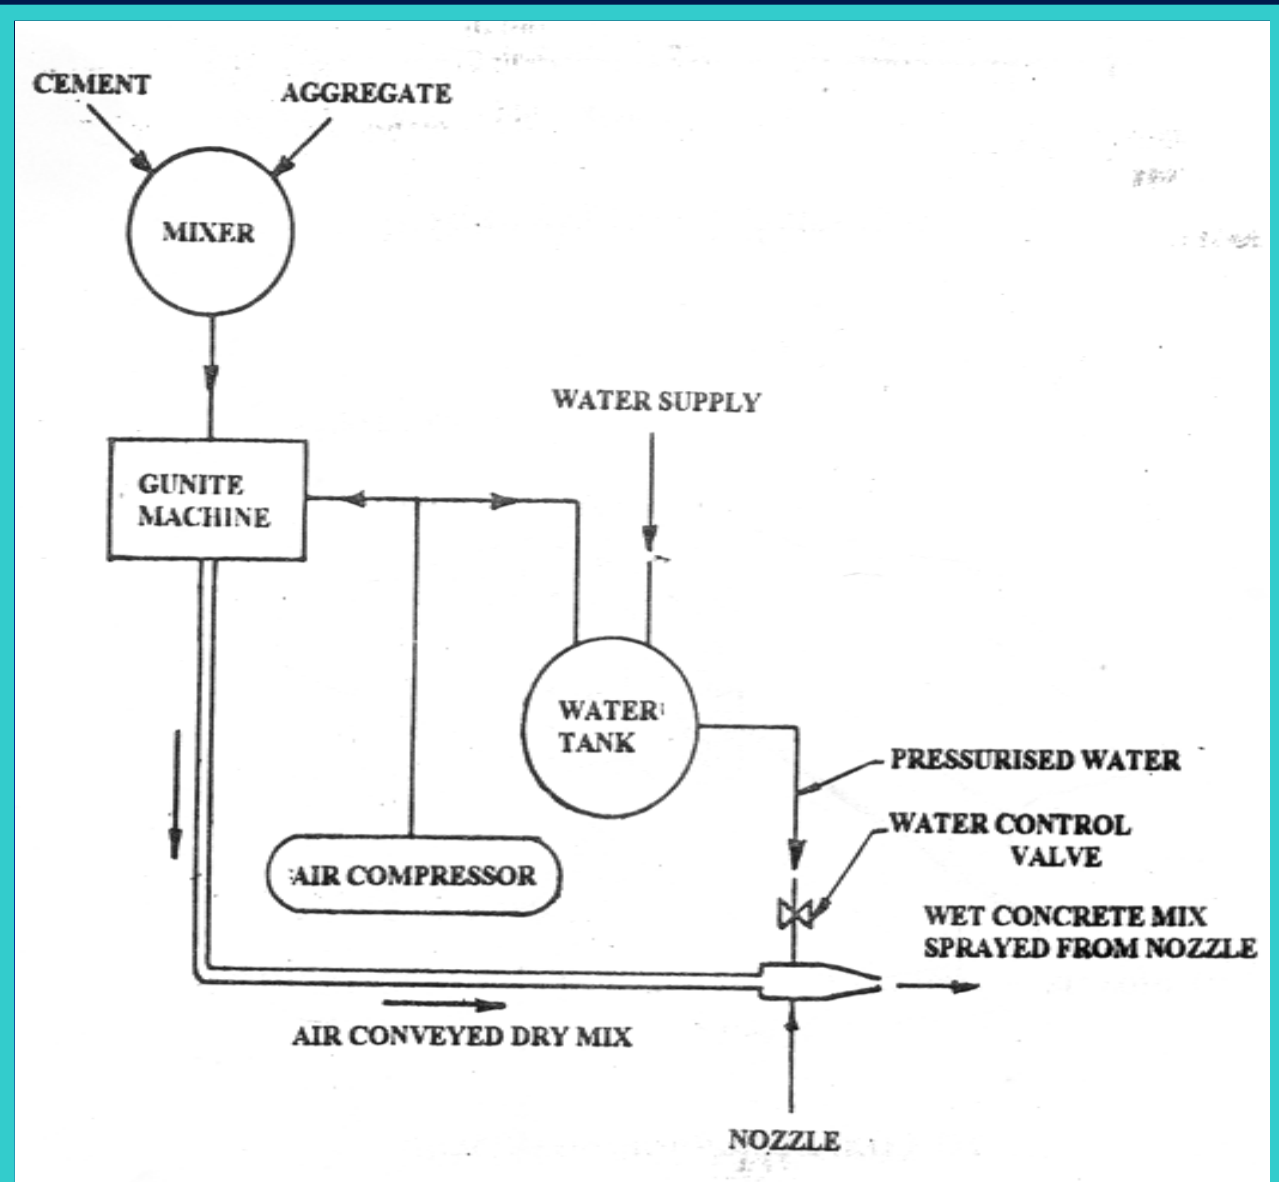 CEMENT
AGGREGATE
MIXER
WATER SUPPLY
GUNITE
MACHINE
WATER
TANK
PRESSURISED WATER
WATER CONTROL
VALVE
AIR COMPRESSOR
WET CONCRETE MIX
SPRAYED FROM NOZZLE
AIR CONVEYED DRY MIX
NOZZLE